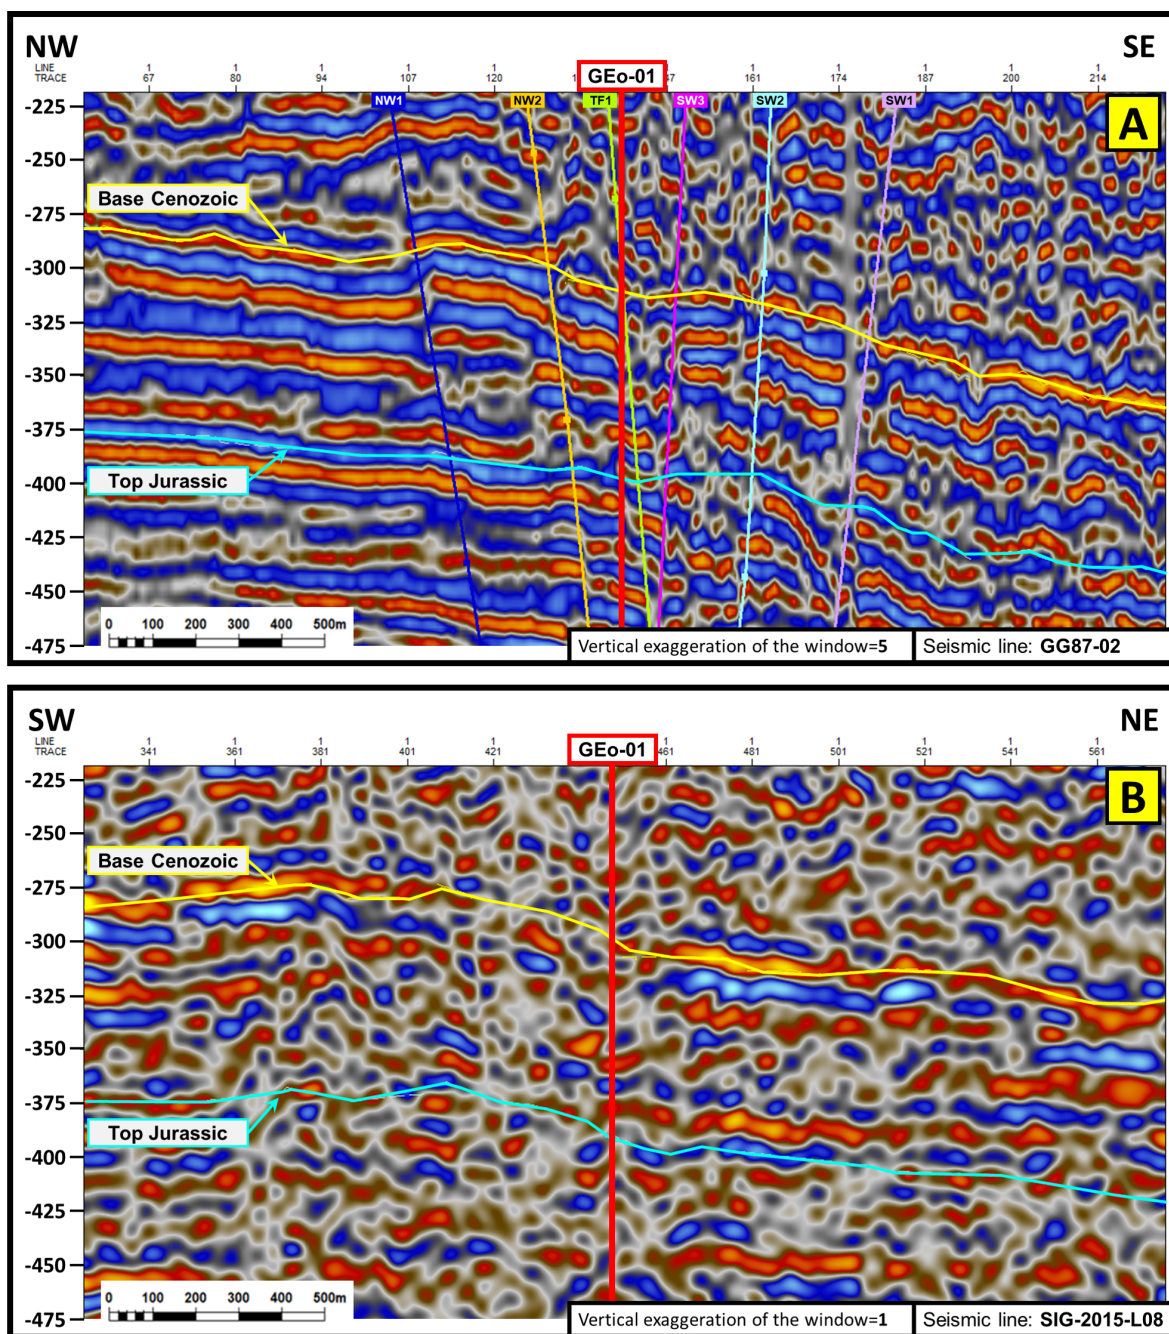 NW SE
LINE 1 1 1 1 1 1 1 1 1 1 1
TRACE 67 80 94 107 120 GEo-01 47 161 174 187 200 214
NW1 NW2 TF1 SW3 SW2 SW1
A
-225
-250
Base Cenozoic
-275
-300
-325
-350
-375
Top Jurassic
-400
-425
-450
-475
0 100 200 300 400 500m
Vertical exaggeration of the window=5 Seismic line: GG87-02
SW NE
LINE 1 1 1 1 1 1 1 1 1 1 1
TRACE 341 361 381 401 421 GEo-01 461 481 501 521 541 561
B
-225
-250
Base Cenozoic
-275
-300
-325
-350
-375
Top Jurassic
-400
-425
-450
-475
0 100 200 300 400 500m
Vertical exaggeration of the window=1 Seismic line: SIG-2015-L08